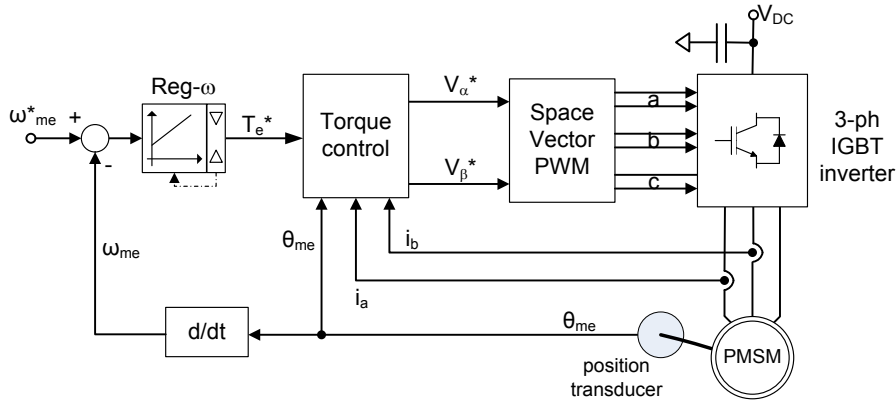 V_DC
Reg-ω
ω*_me
+
-
T_e*
Torque
control
V_α*
V_β*
Space
Vector
PWM
a
b
c
3-ph
IGBT
inverter
ω_me
θ_me
i_b
i_a
d/dt
θ_me
position
transducer
PMSM